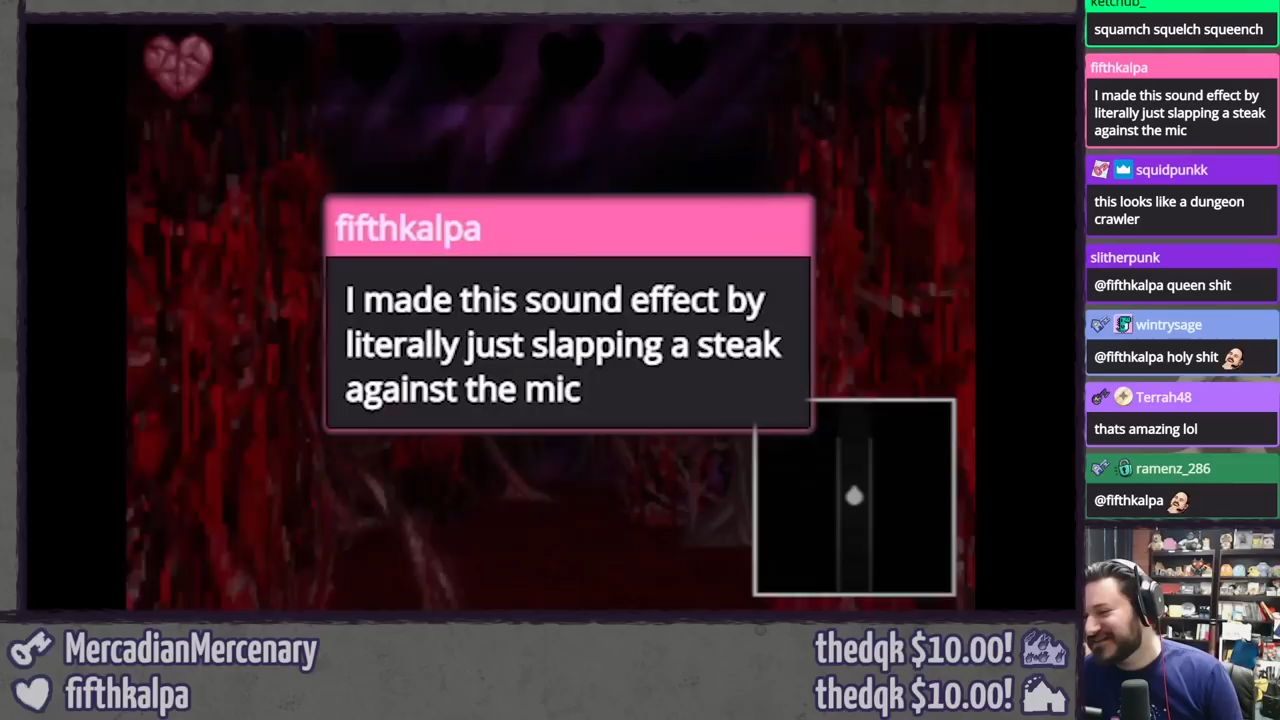 fifthkalpa
I made this sound effect by
literally just slapping a steak
against the mic
ketchub_
squamch squelch squeench
fifthkalpa
I made this sound effect by
literally just slapping a steak
against the mic
squidpunkk
this looks like a dungeon
crawler
slitherpunk
@fifthkalpa queen shit
wintrysage
@fifthkalpa holy shit
Terrah48
thats amazing lol
ramenz_286
@fifthkalpa
MercadianMercenary
fifthkalpa
thedqk $10.00!
thedqk $10.00!